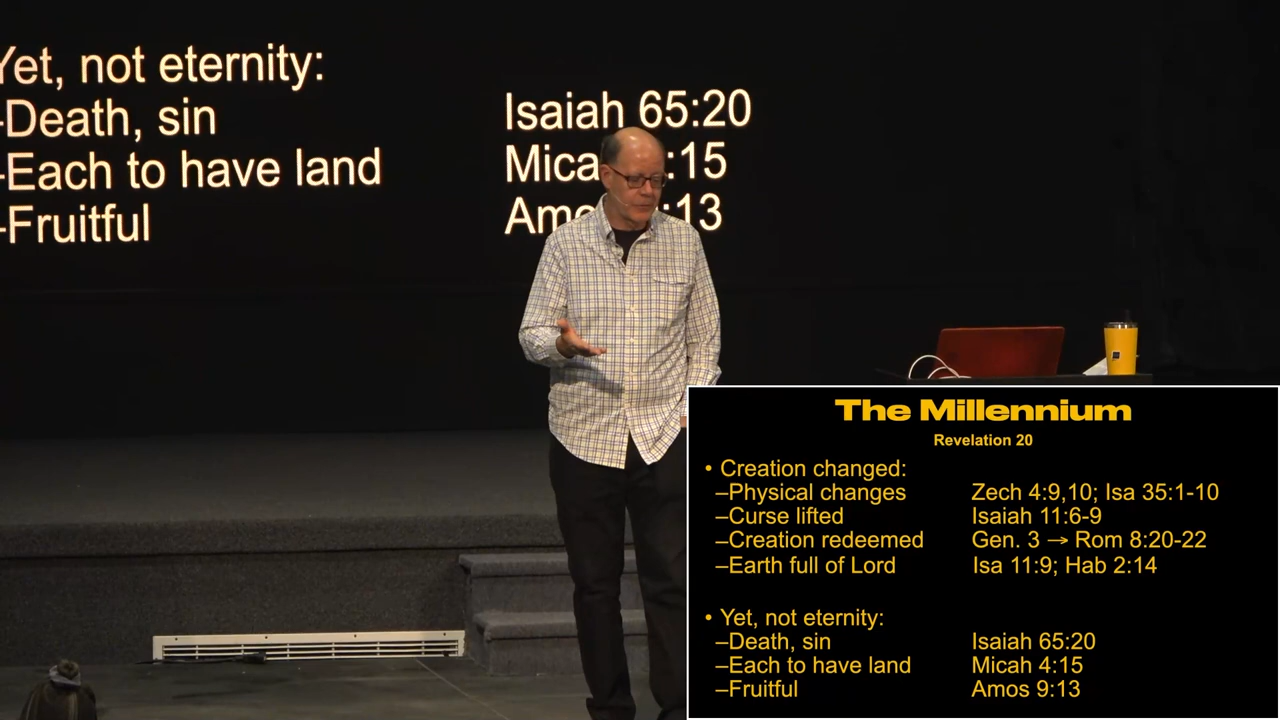 Yet, not eternity:
-Death, sin Isaiah 65:20
-Each to have land Mica :15
-Fruitful Amo :13
The Millennium
Revelation 20
• Creation changed:
–Physical changes Zech 4:9,10; Isa 35:1-10
–Curse lifted Isaiah 11:6-9
–Creation redeemed Gen. 3 → Rom 8:20-22
–Earth full of Lord Isa 11:9; Hab 2:14
• Yet, not eternity:
–Death, sin Isaiah 65:20
–Each to have land Micah 4:15
–Fruitful Amos 9:13